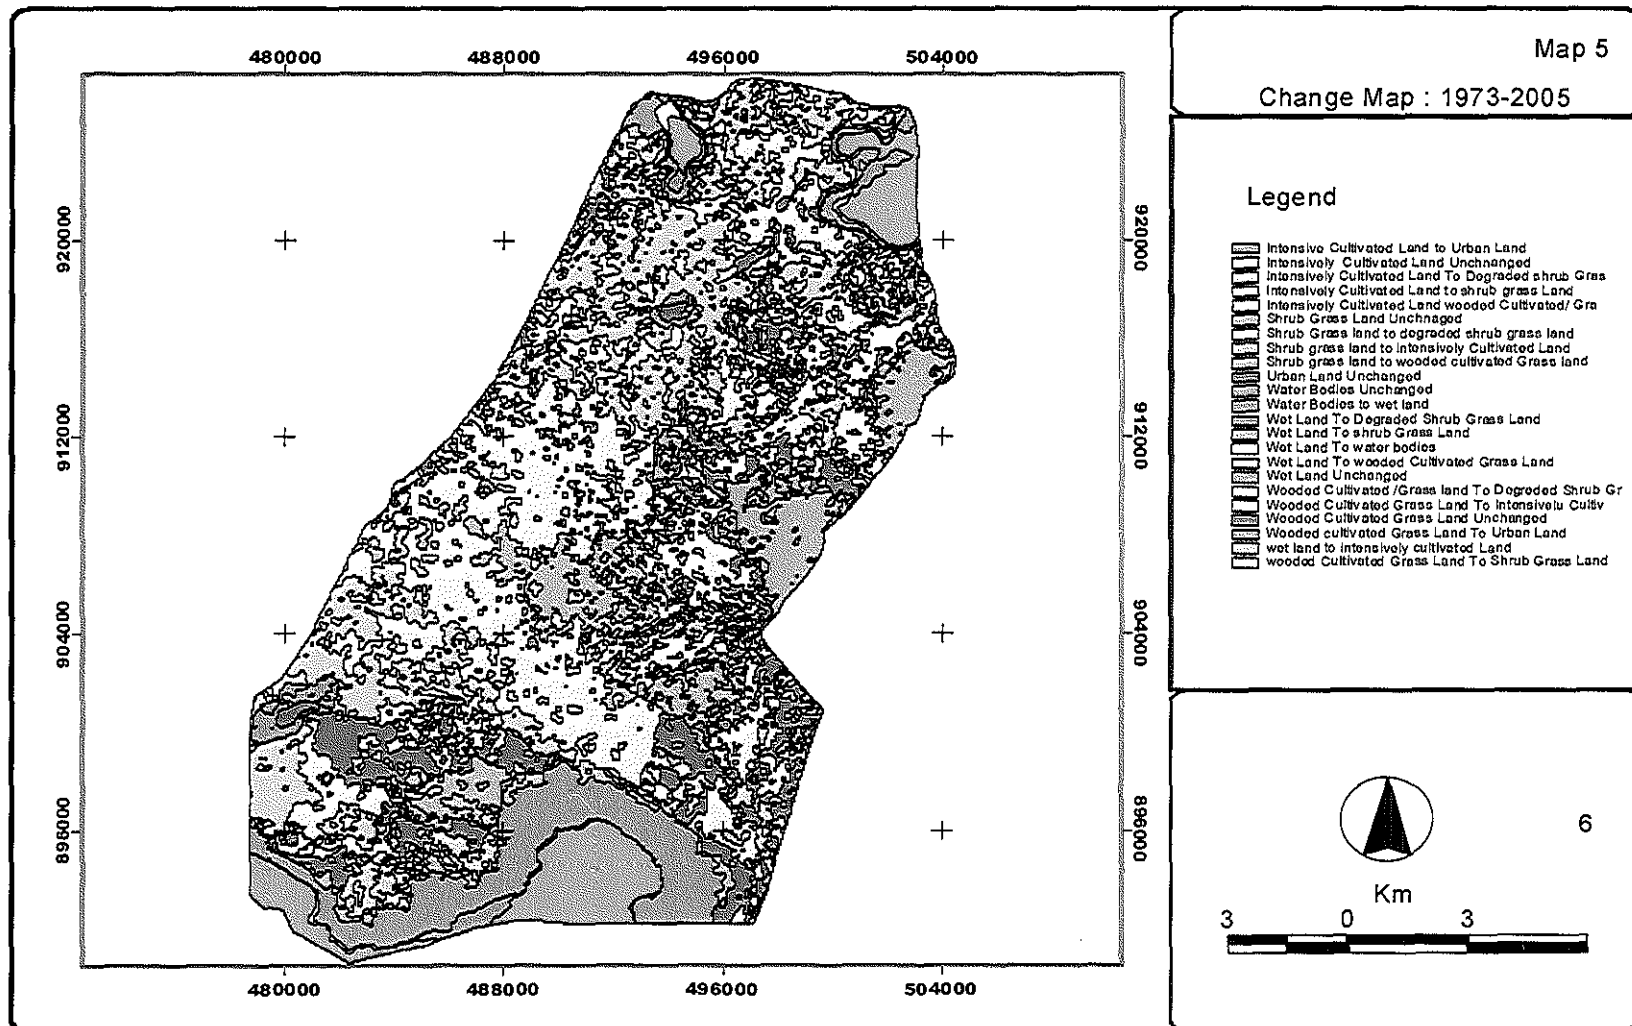 Map 5
Change Map : 1973-2005
480000 488000 496000 504000
920000 920000
912000 912000
904000 904000
896000 896000
480000 488000 496000 504000
Legend
Intensive Cultivated Land to Urban Land
Intensively Cultivated Land Unchnanged
Intensively Cultivated Land To Degraded shrub Gras
Intensively Cultivated Land to shrub grass Land
Intensively Cultivated Land wooded Cultivated/ Gra
Shrub Grass Land Unchnaged
Shrub Grass land to degraded shrub grass land
Shrub grass land to Intensively Cultivated Land
Shrub grass land to wooded cultivated Grass land
Urban Land Unchanged
Water Bodies Unchanged
Water Bodies to wet land
Wet Land To Degraded Shrub Grass Land
Wet Land To shrub Grass Land
Wet Land To water bodies
Wet Land To wooded Cultivated Grass Land
Wet Land Unchanged
Wooded Cultivated /Grass land To Degraded Shrub Gr
Wooded Cultivated Grass Land To Intensivelu Cultiv
Wooded Cultivated Grass Land Unchanged
Wooded cultivated Grass Land To Urban Land
wet land to intensively cultivated Land
wooded Cultivated Grass Land To Shrub Grass Land
6
Km
3 0 3